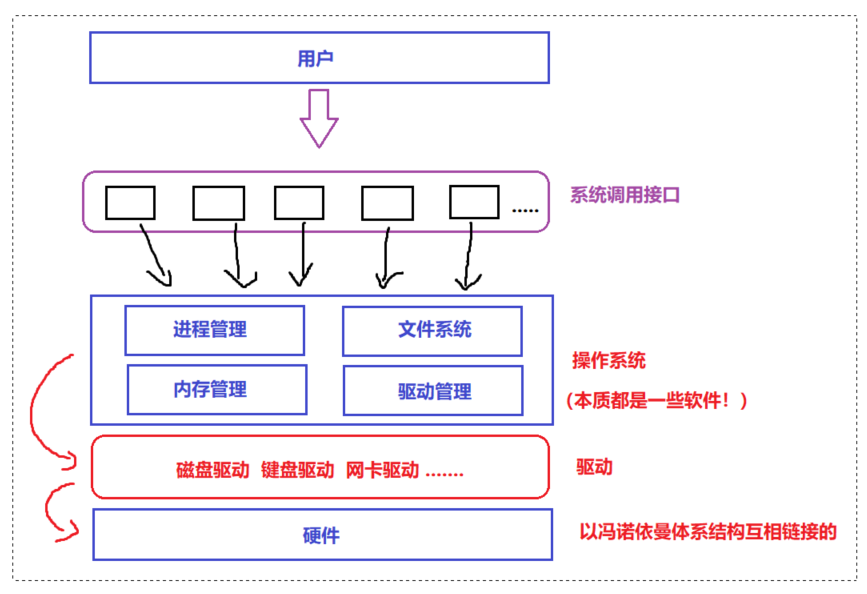 用户
系统调用接口
.....
进程管理
文件系统
操作系统
内存管理
驱动管理
（本质都是一些软件！）
磁盘驱动 键盘驱动 网卡驱动 .......
驱动
硬件
以冯诺依曼体系结构互相链接的